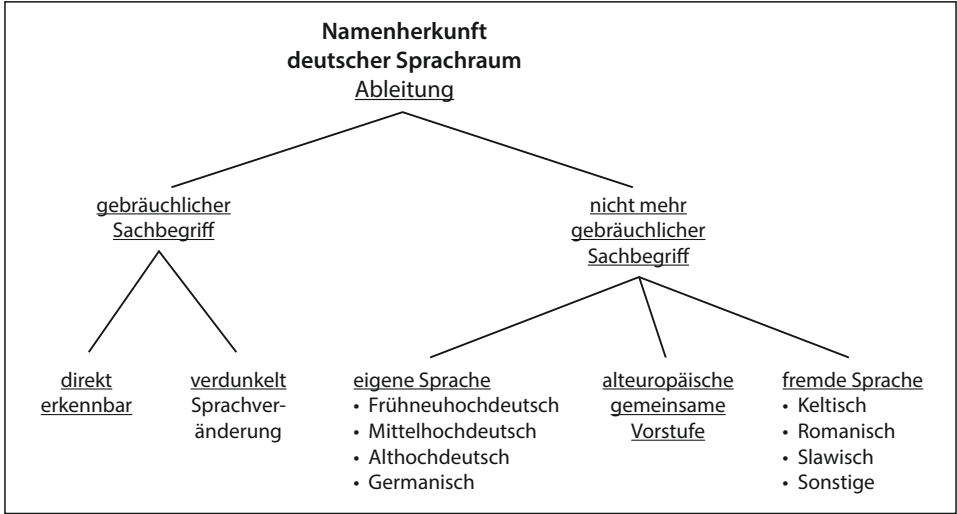 Namenherkunft
deutscher Sprachraum
Ableitung
gebräuchlicher
Sachbegriff
nicht mehr
gebräuchlicher
Sachbegriff
direkt
erkennbar
verdunkelt
Sprachver-
änderung
eigene Sprache
• Frühneuhochdeutsch
• Mittelhochdeutsch
• Althochdeutsch
• Germanisch
alteuropäische
gemeinsame
Vorstufe
fremde Sprache
• Keltisch
• Romanisch
• Slawisch
• Sonstige